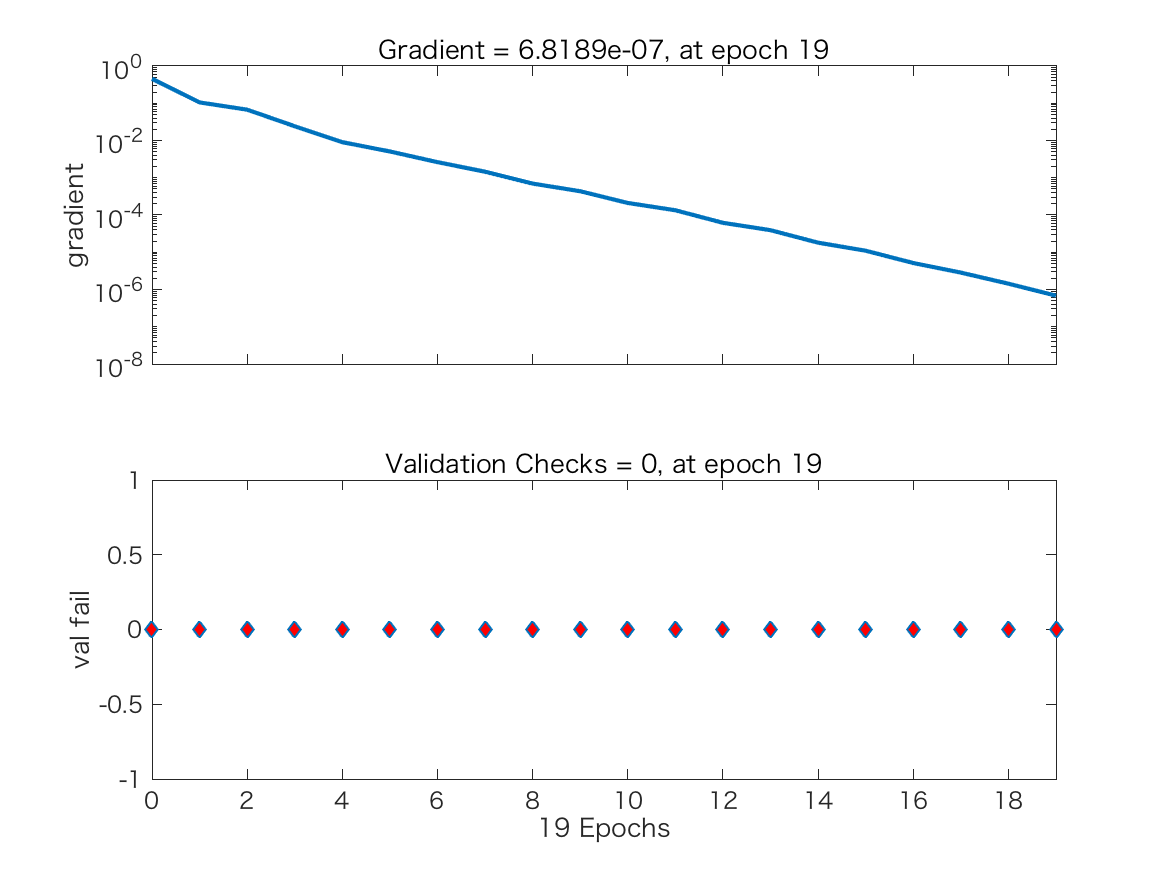 Gradient = 6.8189e-07, at epoch 19
10^0
10^-2
10^-4
10^-6
10^-8
gradient
Validation Checks = 0, at epoch 19
1
0.5
0
-0.5
-1
val fail
0 2 4 6 8 10 12 14 16 18
19 Epochs